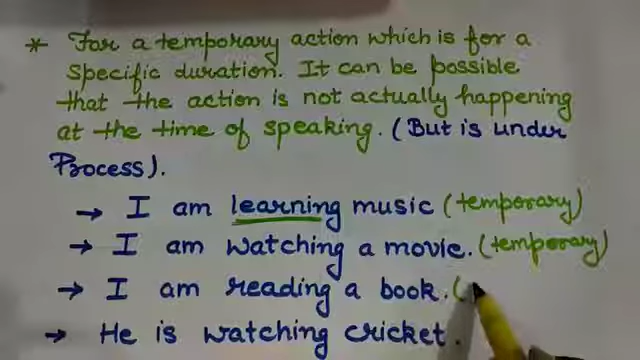 * For a temporary action which is for a
specific duration. It can be possible
that the action is not actually happening
at the time of speaking. (But is under
Process).
→ I am learning music (temporary)
→ I am watching a movie. (temporary)
→ I am reading a book. (
→ He is watching cricket.